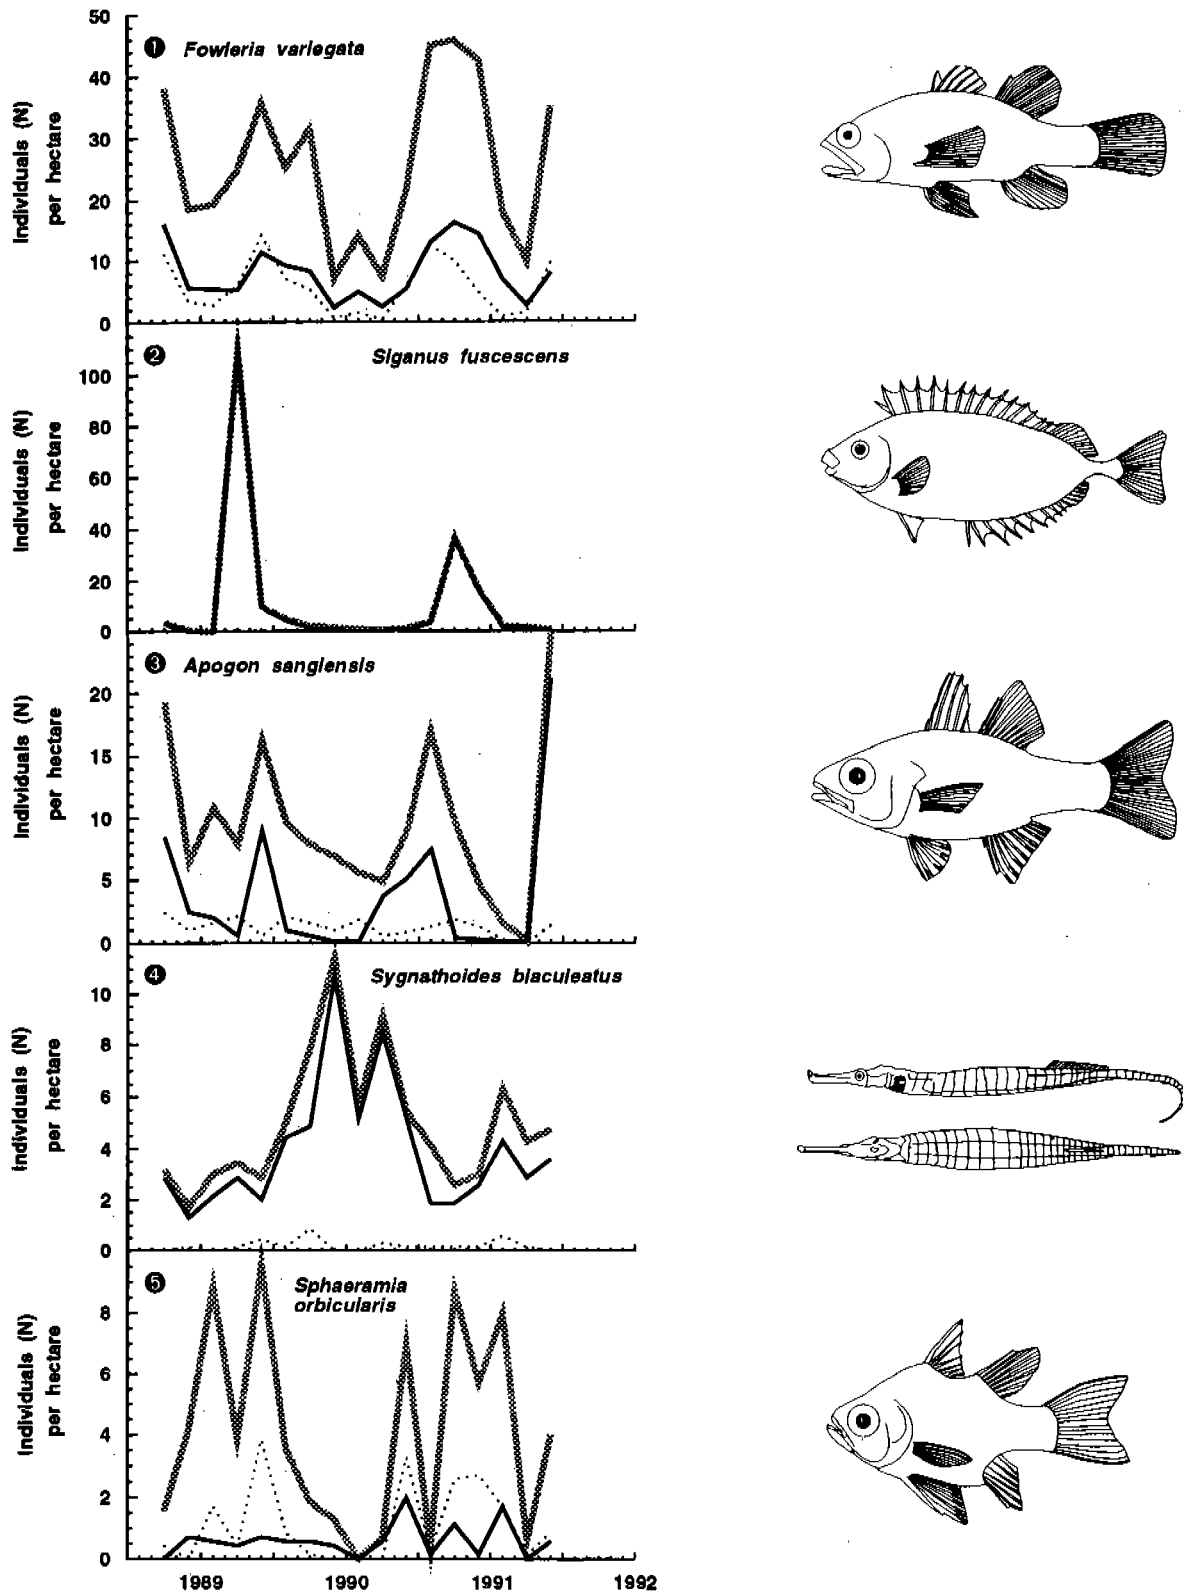 50
❶ Fowleria variegata
40
30
20
10
0
Individuals (N)
per hectare
❷ Siganus fuscescens
100
80
60
40
20
0
Individuals (N)
per hectare
❸ Apogon sangiensis
20
15
10
5
0
Individuals (N)
per hectare
❹ Sygnathoides biaculeatus
10
8
6
4
2
0
Individuals (N)
per hectare
❺ Sphaeramia
orbicularis
8
6
4
2
0
Individuals (N)
per hectare
1989 1990 1991 1992